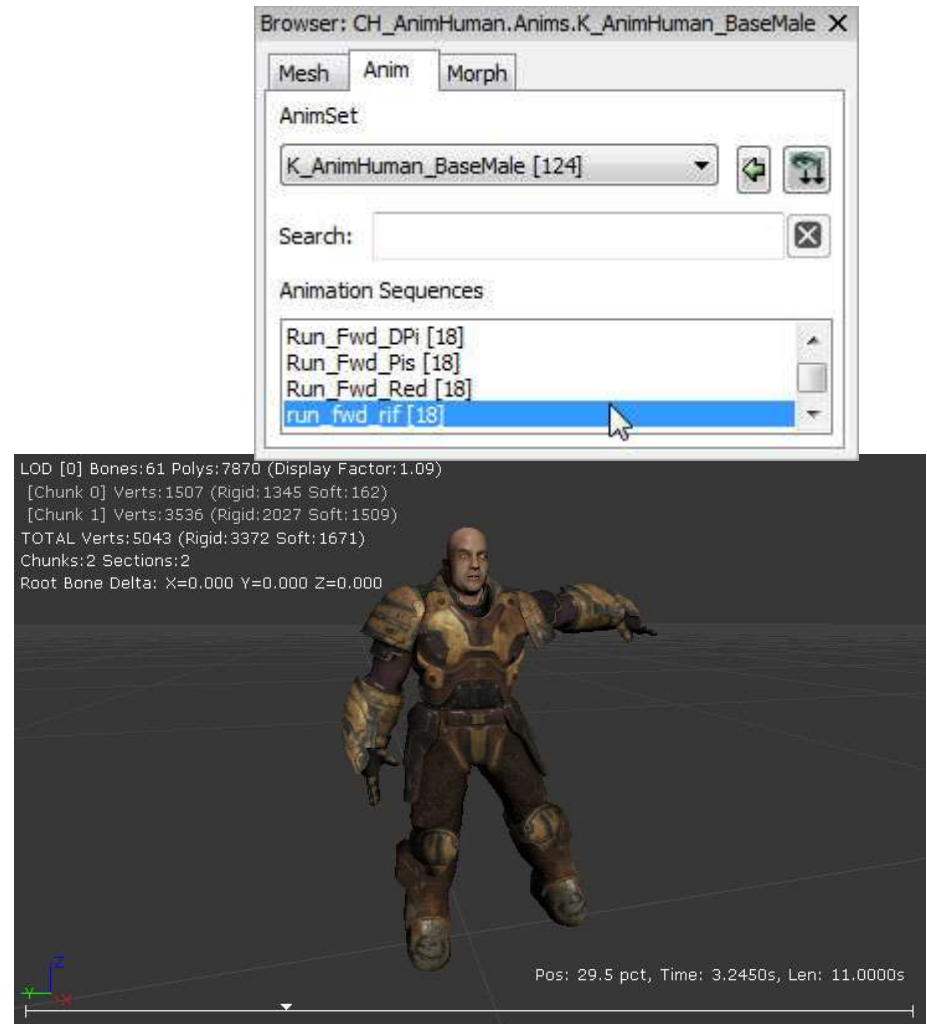 Browser: CH_AnimHuman.Anims.K_AnimHuman_BaseMale X
Mesh Anim Morph
AnimSet
K_AnimHuman_BaseMale [124]
Search:
Animation Sequences
Run_Fwd_DPi [18]
Run_Fwd_Pis [18]
Run_Fwd_Red [18]
run_fwd_rif [18]
LOD [0] Bones:61 Polys:7870 (Display Factor:1.09)
[Chunk 0] Verts:1507 (Rigid:1345 Soft:162)
[Chunk 1] Verts:3536 (Rigid:2027 Soft:1509)
TOTAL Verts:5043 (Rigid:3372 Soft:1671)
Chunks:2 Sections:2
Root Bone Delta: X=0.000 Y=0.000 Z=0.000
Z
Y X
Pos: 29.5 pct, Time: 3.2450s, Len: 11.0000s